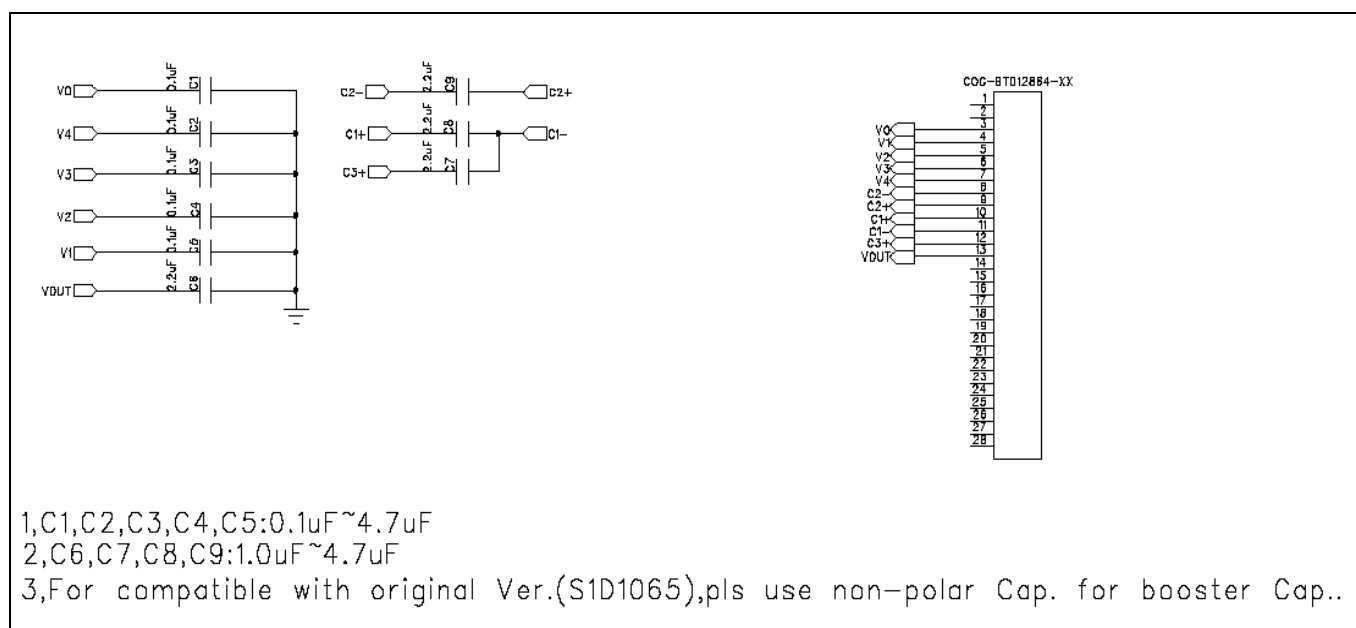 V0 0.1uF C1
V4 0.1uF C2
V3 0.1uF C3
V2 0.1uF C4
V1 0.1uF C5
VOUT 2.2uF C6
C2- 2.2uF C9 C2+
C1+ 2.2uF C8 C1-
C3+ 2.2uF C7
COG-BTD12864-XX
1
2
V0 3
V1 4
V2 5
V3 6
V4 7
C2- 8
C2+ 9
C1+ 10
C1- 11
C3+ 12
VOUT 13
14
15
16
17
18
19
20
21
22
23
24
25
26
27
28
1,C1,C2,C3,C4,C5:0.1uF~4.7uF
2,C6,C7,C8,C9:1.0uF~4.7uF
3,For compatible with original Ver.(S1D1065),pls use non-polar Cap. for booster Cap..